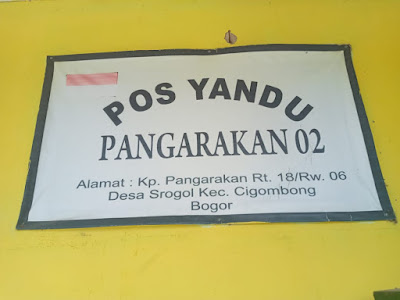 POS YANDU
PANGARAKAN 02
Alamat : Kp. Pangarakan Rt. 18/Rw. 06
Desa Srogol Kec. Cigombong
Bogor